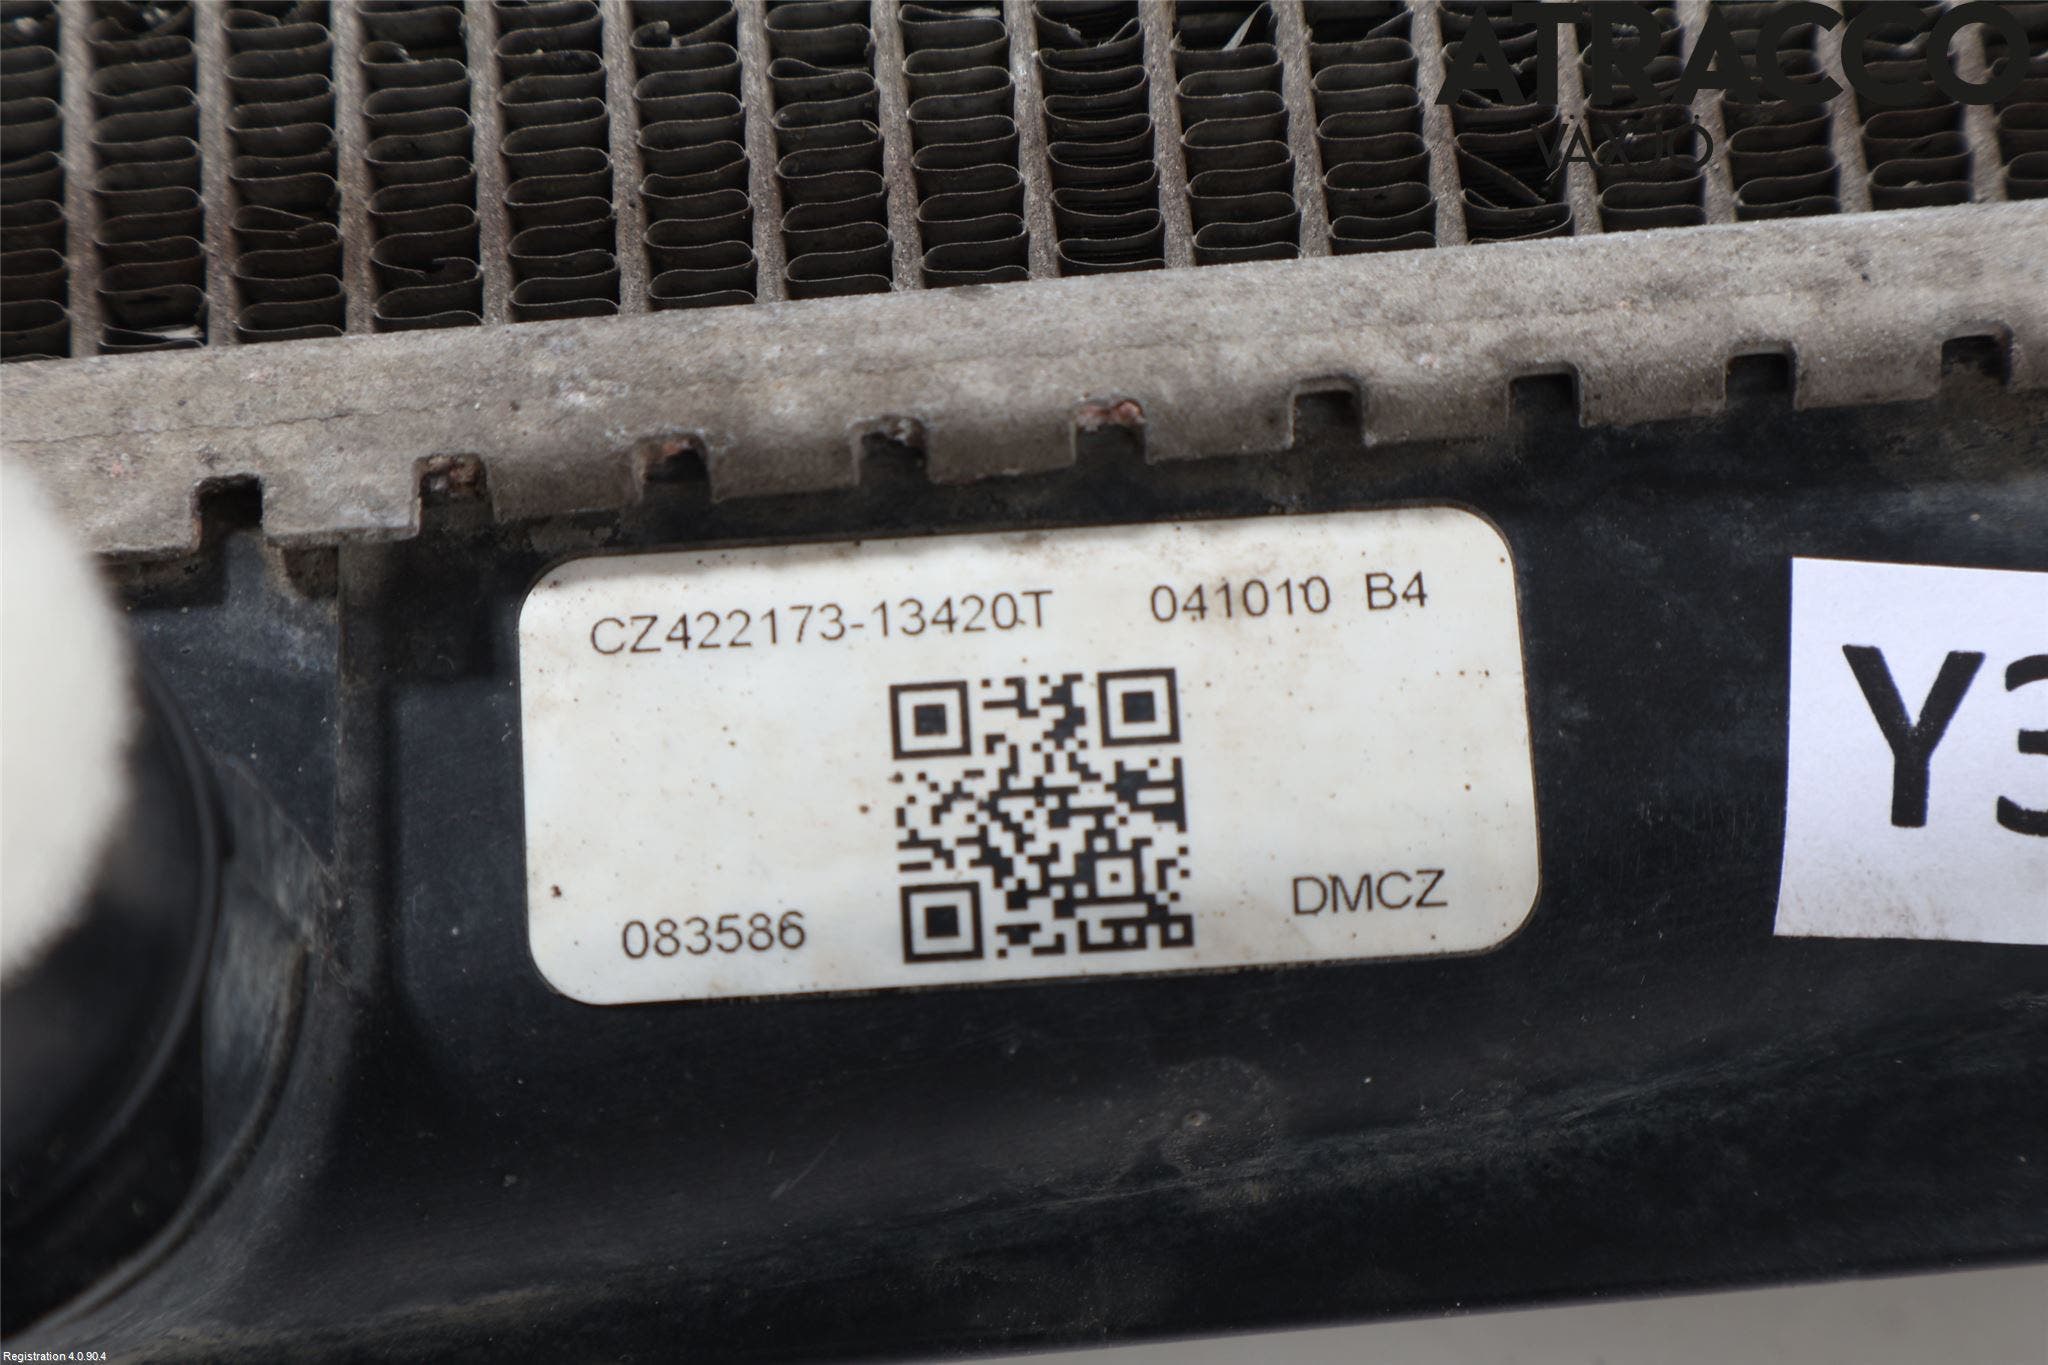 ATRACCO
VÄXJÖ
CZ422173-13420T 041010 B4
083586
DMCZ
Y3
Registration 4.0.90.4